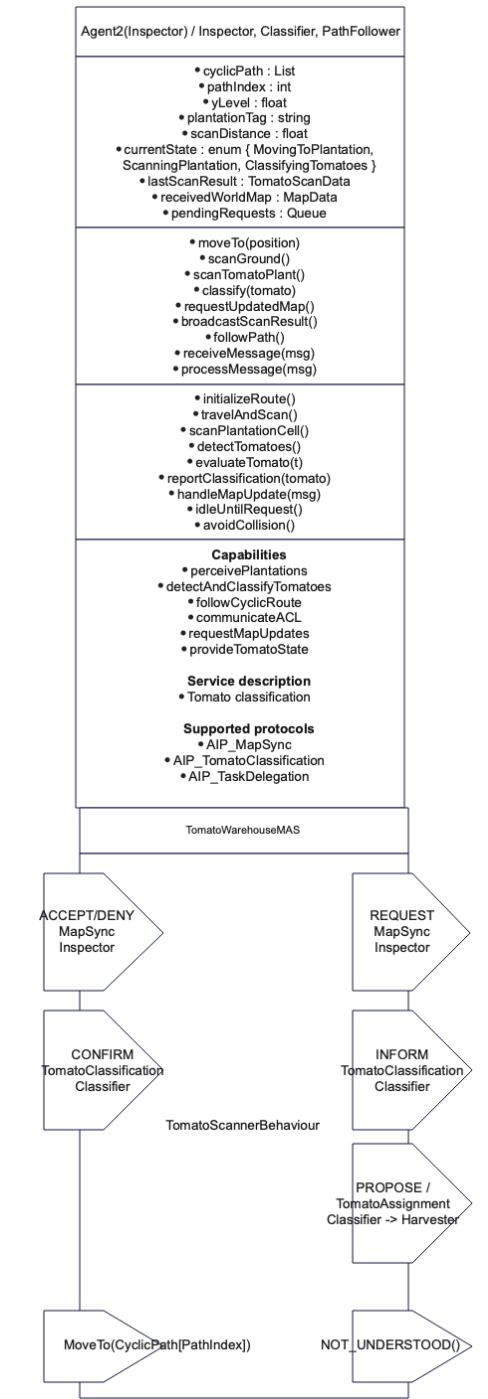 Agent2(Inspector) / Inspector, Classifier, PathFollower
• cyclicPath : List
• pathIndex : int
• yLevel : float
• plantationTag : string
• scanDistance : float
• currentState : enum { MovingToPlantation,
ScanningPlantation, ClassifyingTomatoes }
• lastScanResult : TomatoScanData
• receivedWorldMap : MapData
• pendingRequests : Queue
• moveTo(position)
• scanGround()
• scanTomatoPlant()
• classify(tomato)
• requestUpdatedMap()
• broadcastScanResult()
• followPath()
• receiveMessage(msg)
• processMessage(msg)
• initializeRoute()
• travelAndScan()
• scanPlantationCell()
• detectTomatoes()
• evaluateTomato(t)
• reportClassification(tomato)
• handleMapUpdate(msg)
• idleUntilRequest()
• avoidCollision()
Capabilities
• perceivePlantations
• detectAndClassifyTomatoes
• followCyclicRoute
• communicateACL
• requestMapUpdates
• provideTomatoState
Service description
• Tomato classification
Supported protocols
• AIP_MapSync
• AIP_TomatoClassification
• AIP_TaskDelegation
TomatoWarehouseMAS
ACCEPT/DENY
MapSync
Inspector
REQUEST
MapSync
Inspector
CONFIRM
TomatoClassification
Classifier
INFORM
TomatoClassification
Classifier
TomatoScannerBehaviour
PROPOSE /
TomatoAssignment
Classifier -> Harvester
MoveTo(CyclicPath[PathIndex])
NOT_UNDERSTOOD()